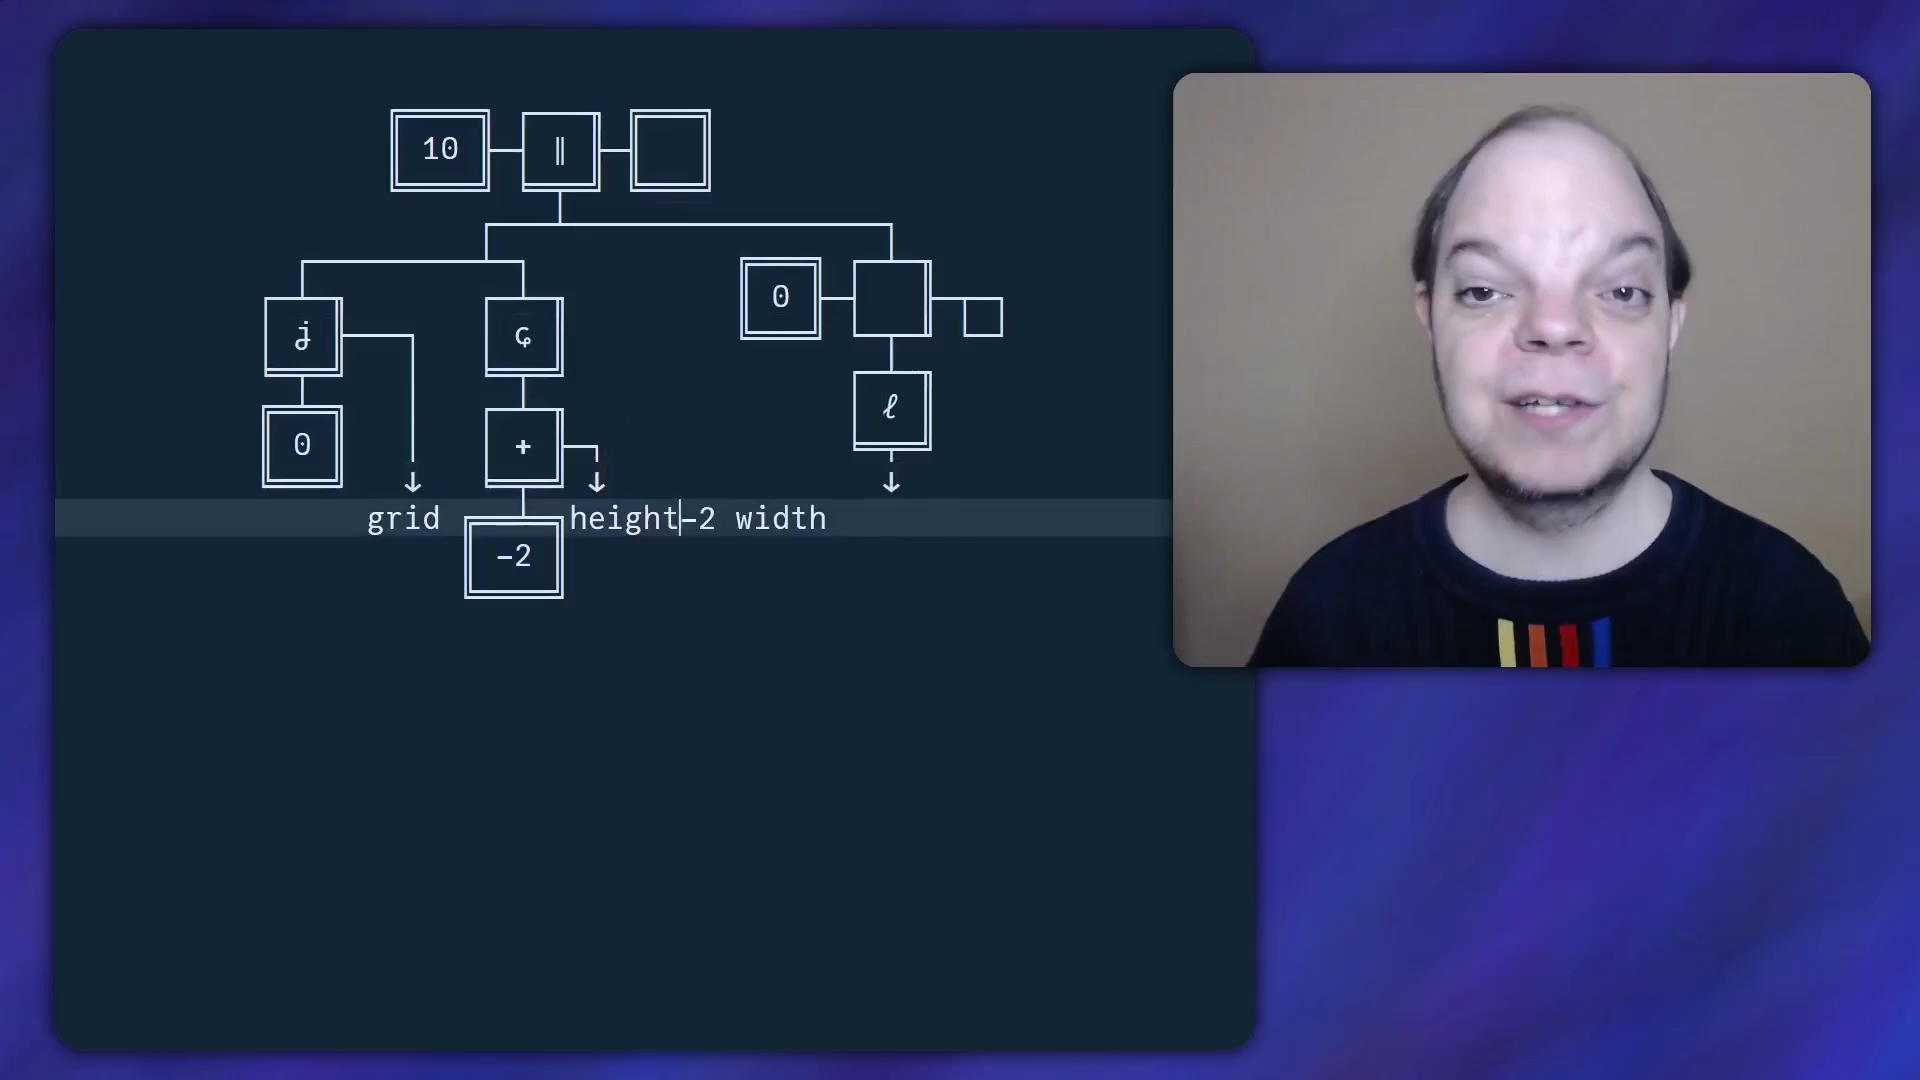 10 ‖
0
ʝ ɕ
ℓ
0 +
grid height-2 width
-2